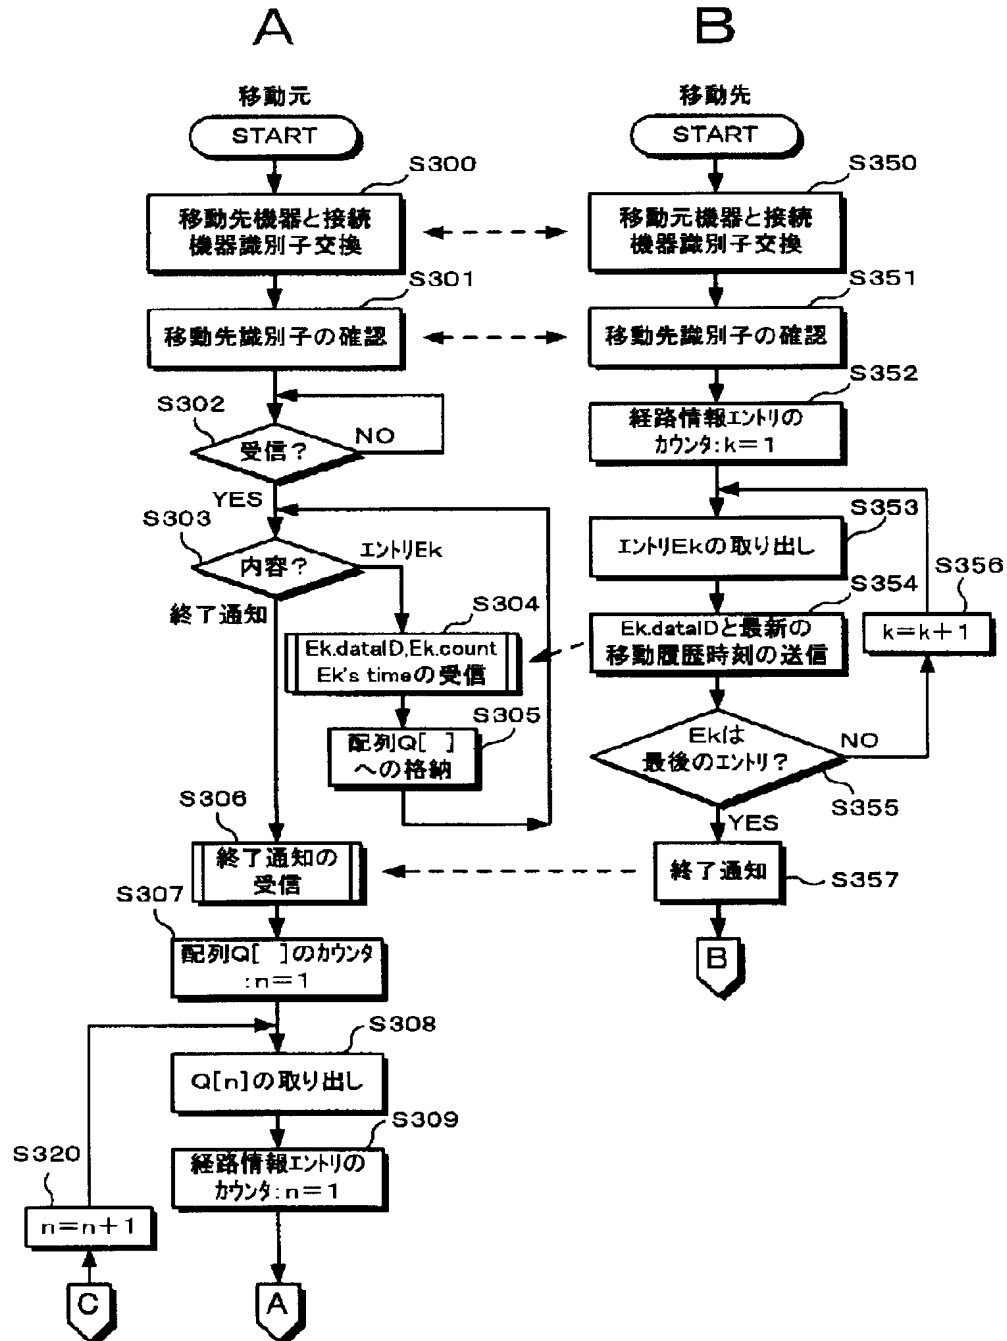 A
移動元
START
S300
移動先機器と接続
機器識別子交換
S301
移動先識別子の確認
S302
受信?
NO
YES
S303
内容?
エントリEk
終了通知
S304
Ek.dataID,Ek.count
Ek's timeの受信
S305
配列Q[ ]
への格納
S306
終了通知の
受信
S307
配列Q[ ]のカウンタ
:n=1
S308
Q[n]の取り出し
S309
経路情報エントリの
カウンタ:n=1
S320
n=n+1
C
A
B
移動先
START
S350
移動元機器と接続
機器識別子交換
S351
移動先識別子の確認
S352
経路情報エントリの
カウンタ:k=1
S353
エントリEkの取り出し
S354
Ek.dataIDと最新の
移動履歴時刻の送信
S356
k=k+1
Ekは
最後のエントリ?
NO
S355
YES
終了通知
S357
B